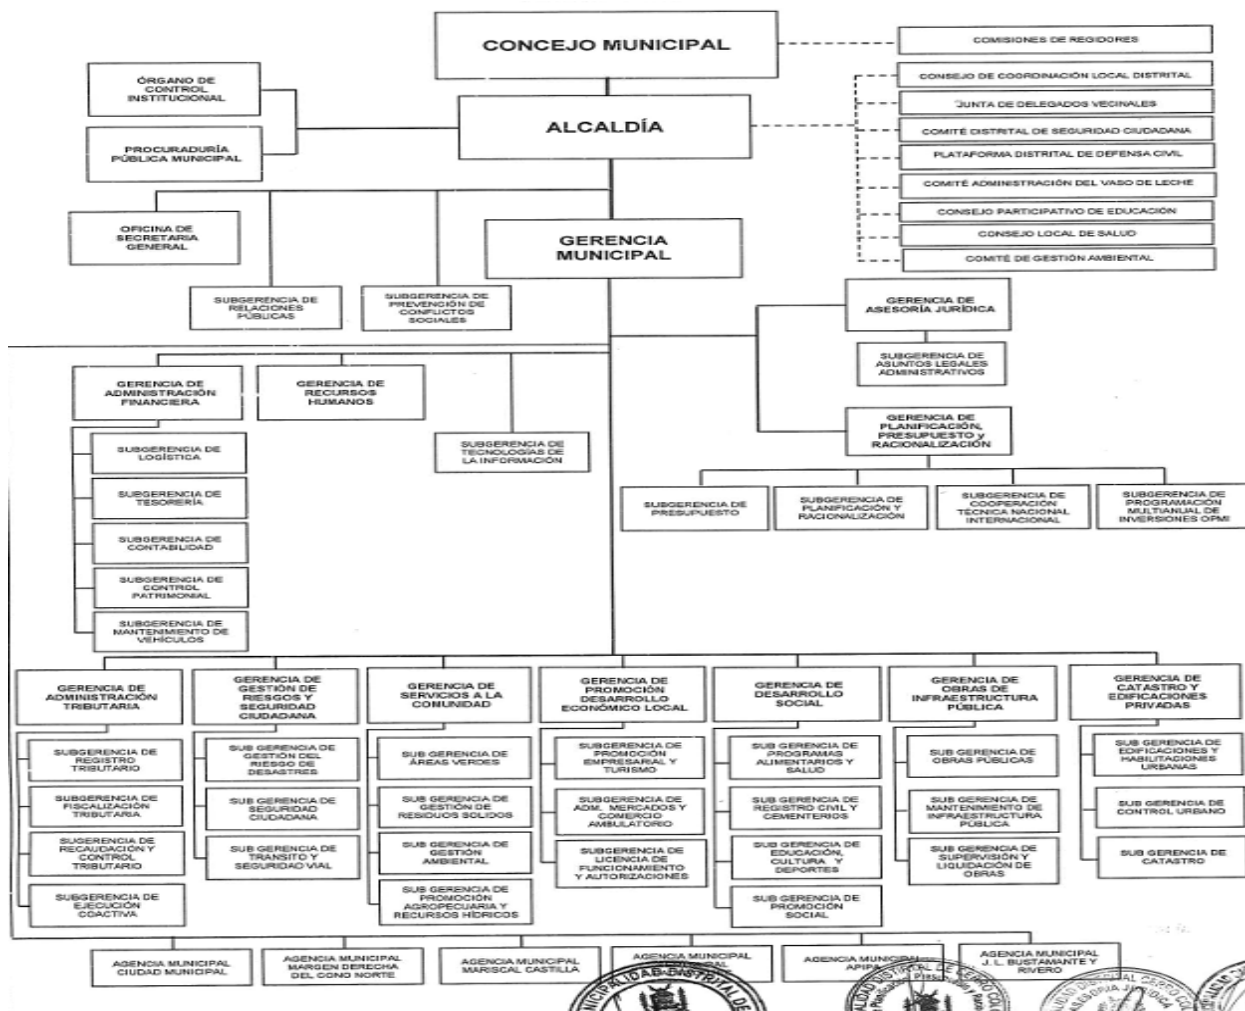 CONCEJO MUNICIPAL
COMISIONES DE REGIDORES
ÓRGANO DE
CONTROL
INSTITUCIONAL
PROCURADURÍA
PÚBLICA MUNICIPAL
ALCALDÍA
CONSEJO DE COORDINACIÓN LOCAL DISTRITAL
JUNTA DE DELEGADOS VECINALES
COMITÉ DISTRITAL DE SEGURIDAD CIUDADANA
PLATAFORMA DISTRITAL DE DEFENSA CIVIL
COMITÉ ADMINISTRACIÓN DEL VASO DE LECHE
CONSEJO PARTICIPATIVO DE EDUCACIÓN
CONSEJO LOCAL DE SALUD
COMITÉ DE GESTIÓN AMBIENTAL
OFICINA DE
SECRETARIA
GENERAL
GERENCIA
MUNICIPAL
SUBGERENCIA DE
RELACIONES
PÚBLICAS
SUBGERENCIA DE
PREVENCIÓN DE
CONFLICTOS
SOCIALES
GERENCIA DE
ASESORÍA JURÍDICA
SUBGERENCIA DE
ASUNTOS LEGALES
ADMINISTRATIVOS
GERENCIA DE
PLANIFICACIÓN,
PRESUPUESTO y
RACIONALIZACIÓN
SUBGERENCIA DE
PRESUPUESTO
SUBGERENCIA DE
PLANIFICACIÓN Y
RACIONALIZACIÓN
SUBGERENCIA DE
COOPERACIÓN
TÉCNICA NACIONAL
INTERNACIONAL
SUBGERENCIA DE
PROGRAMACIÓN
MULTIANUAL DE
INVERSIONES OPMI
GERENCIA DE
ADMINISTRACIÓN
FINANCIERA
GERENCIA DE
RECURSOS
HUMANOS
SUBGERENCIA DE
TECNOLOGÍAS DE
LA INFORMACIÓN
SUBGERENCIA DE
LOGÍSTICA
SUBGERENCIA DE
TESORERÍA
SUBGERENCIA DE
CONTABILIDAD
SUBGERENCIA DE
CONTROL
PATRIMONIAL
SUBGERENCIA DE
MANTENIMIENTO DE
VEHÍCULOS
GERENCIA DE
ADMINISTRACIÓN
TRIBUTARIA
SUBGERENCIA DE
REGISTRO
TRIBUTARIO
SUBGERENCIA DE
FISCALIZACIÓN
TRIBUTARIA
SUGERENCIA DE
RECAUDACIÓN Y
CONTROL
TRIBUTARIO
SUBGERENCIA DE
EJECUCIÓN
COACTIVA
GERENCIA DE
GESTIÓN DE
RIESGOS Y
SEGURIDAD
CIUDADANA
SUB GERENCIA DE
GESTIÓN DEL
RIESGO DE
DESASTRES
SUB GERENCIA DE
SEGURIDAD
CIUDADANA
SUB GERENCIA DE
TRANSITO Y
SEGURIDAD VIAL
GERENCIA DE
SERVICIOS A LA
COMUNIDAD
SUB GERENCIA DE
ÁREAS VERDES
SUB GERENCIA DE
GESTIÓN DE
RESIDUOS SOLIDOS
SUB GERENCIA DE
GESTIÓN
AMBIENTAL
SUB GERENCIA DE
PROMOCIÓN
AGROPECUARIA Y
RECURSOS HÍDRICOS
GERENCIA DE
PROMOCIÓN
DESARROLLO
ECONÓMICO LOCAL
SUBGERENCIA DE
PROMOCIÓN
EMPRESARIAL Y
TURISMO
SUBGERENCIA DE
ADM. MERCADOS Y
COMERCIO
AMBULATORIO
SUBGERENCIA DE
LICENCIA DE
FUNCIONAMIENTO
Y AUTORIZACIONES
GERENCIA DE
DESARROLLO
SOCIAL
SUB GERENCIA DE
PROGRAMAS
ALIMENTARIOS Y
SALUD
SUB GERENCIA DE
REGISTRO CIVIL Y
CEMENTERIOS
SUB GERENCIA DE
EDUCACIÓN,
CULTURA Y
DEPORTES
SUB GERENCIA DE
PROMOCIÓN
SOCIAL
GERENCIA DE
OBRAS DE
INFRAESTRUCTURA
PÚBLICA
SUB GERENCIA DE
OBRAS PÚBLICAS
SUB GERENCIA DE
MANTENIMIENTO DE
INFRAESTRUCTURA
PÚBLICA
SUB GERENCIA DE
SUPERVISIÓN Y
LIQUIDACIÓN DE
OBRAS
GERENCIA DE
CATASTRO Y
EDIFICACIONES
PRIVADAS
SUB GERENCIA DE
EDIFICACIONES Y
HABILITACIONES
URBANAS
SUB GERENCIA DE
CONTROL URBANO
SUB GERENCIA DE
CATASTRO
AGENCIA MUNICIPAL
CIUDAD MUNICIPAL
AGENCIA MUNICIPAL
MARGEN DERECHA
DEL CONO NORTE
AGENCIA MUNICIPAL
MARISCAL CASTILLA
AGENCIA MUNICIPAL
AGENCIA MUNICIPAL
APIPA
AGENCIA MUNICIPAL
J. L. BUSTAMANTE Y
RIVERO